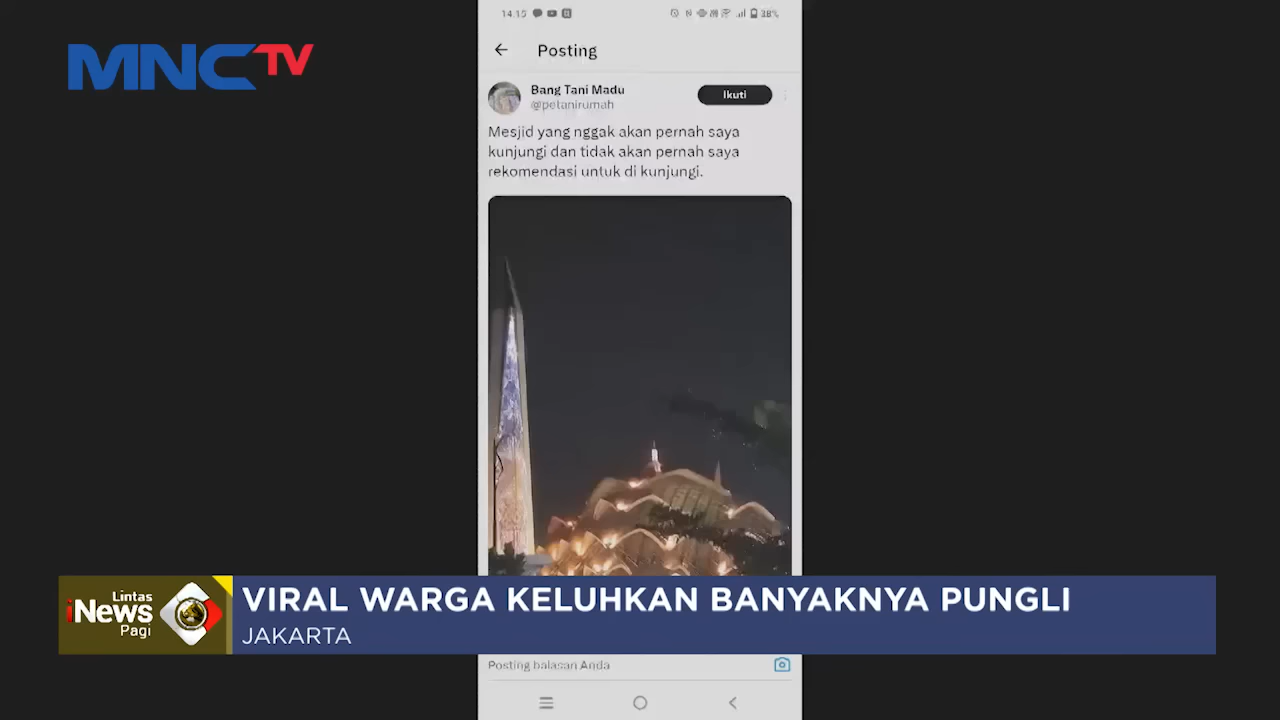 14.15
38%
MNCTV
Posting
Bang Tani Madu
@petanirumah
Ikuti
Mesjid yang nggak akan pernah saya
kunjungi dan tidak akan pernah saya
rekomendasi untuk di kunjungi.
Lintas
iNews
Pagi
VIRAL WARGA KELUHKAN BANYAKNYA PUNGLI
JAKARTA
Posting balasan Anda